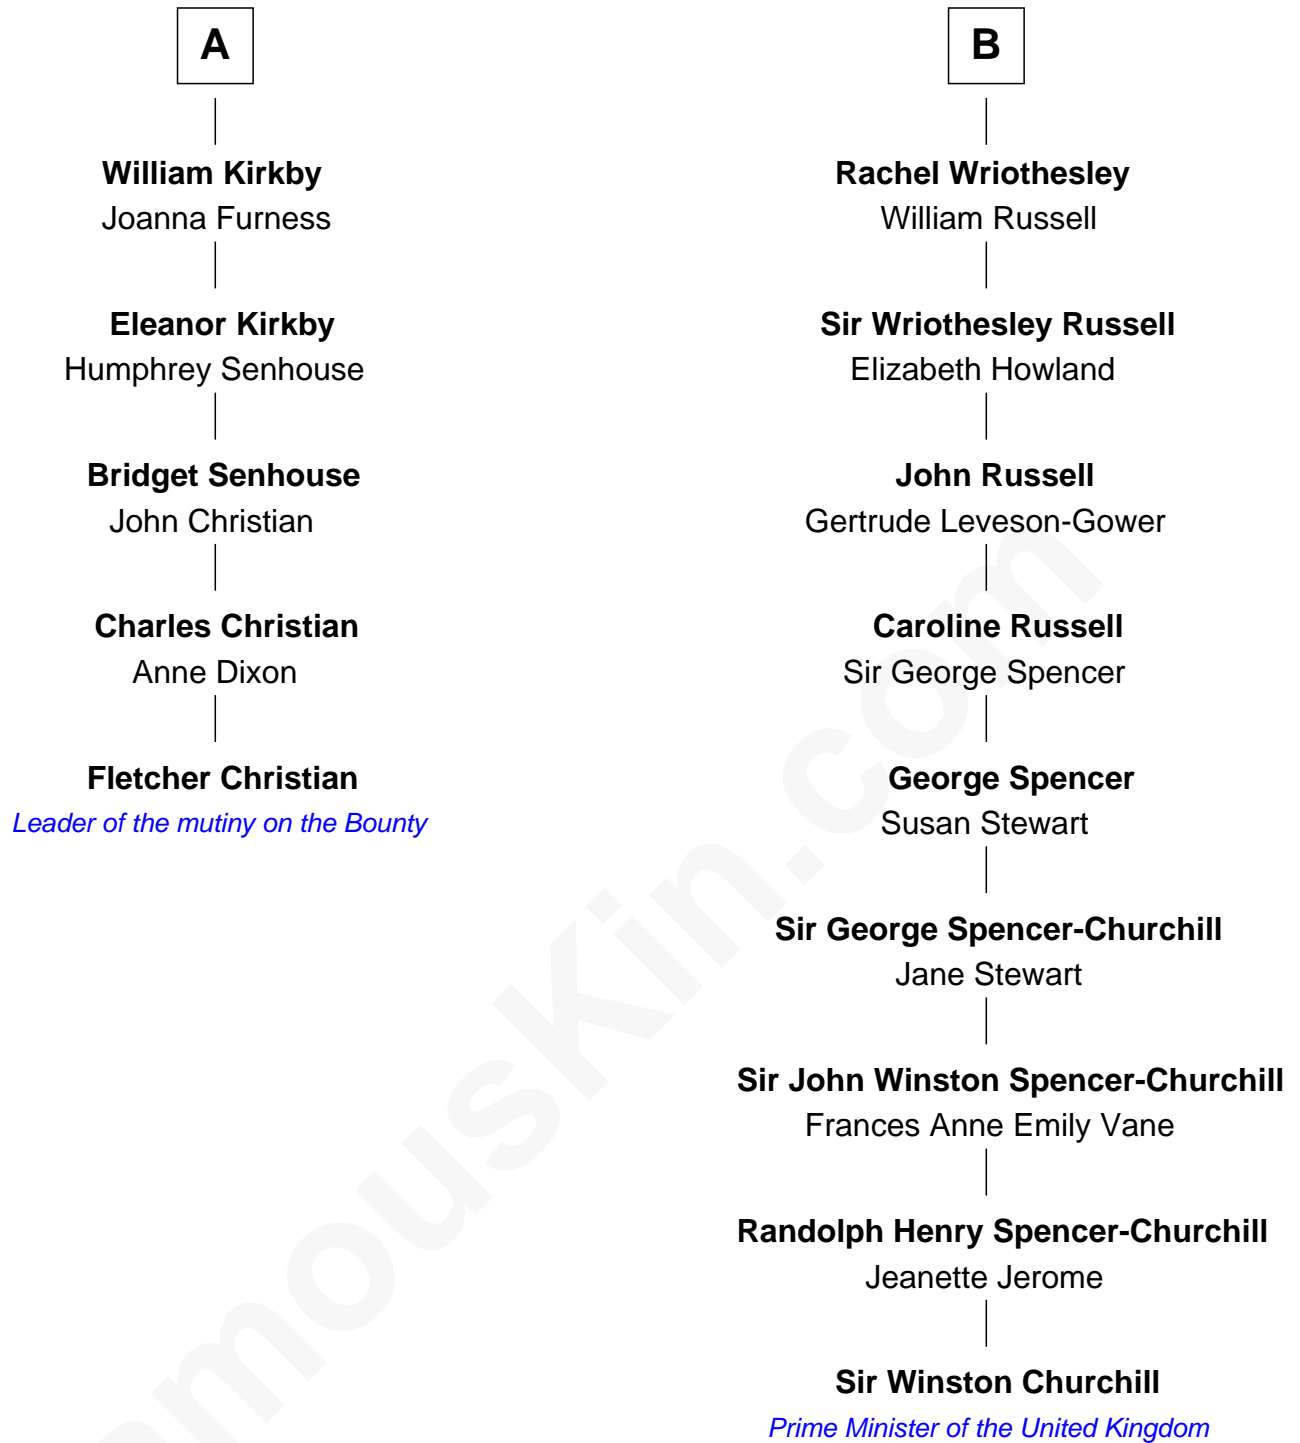 A
William Kirkby
Joanna Furness
Eleanor Kirkby
Humphrey Senhouse
Bridget Senhouse
John Christian
Charles Christian
Anne Dixon
Fletcher Christian
Leader of the mutiny on the Bounty
B
Rachel Wriothesley
William Russell
Sir Wriothesley Russell
Elizabeth Howland
John Russell
Gertrude Leveson-Gower
Caroline Russell
Sir George Spencer
George Spencer
Susan Stewart
Sir George Spencer-Churchill
Jane Stewart
Sir John Winston Spencer-Churchill
Frances Anne Emily Vane
Randolph Henry Spencer-Churchill
Jeanette Jerome
Sir Winston Churchill
Prime Minister of the United Kingdom
amousKin.com